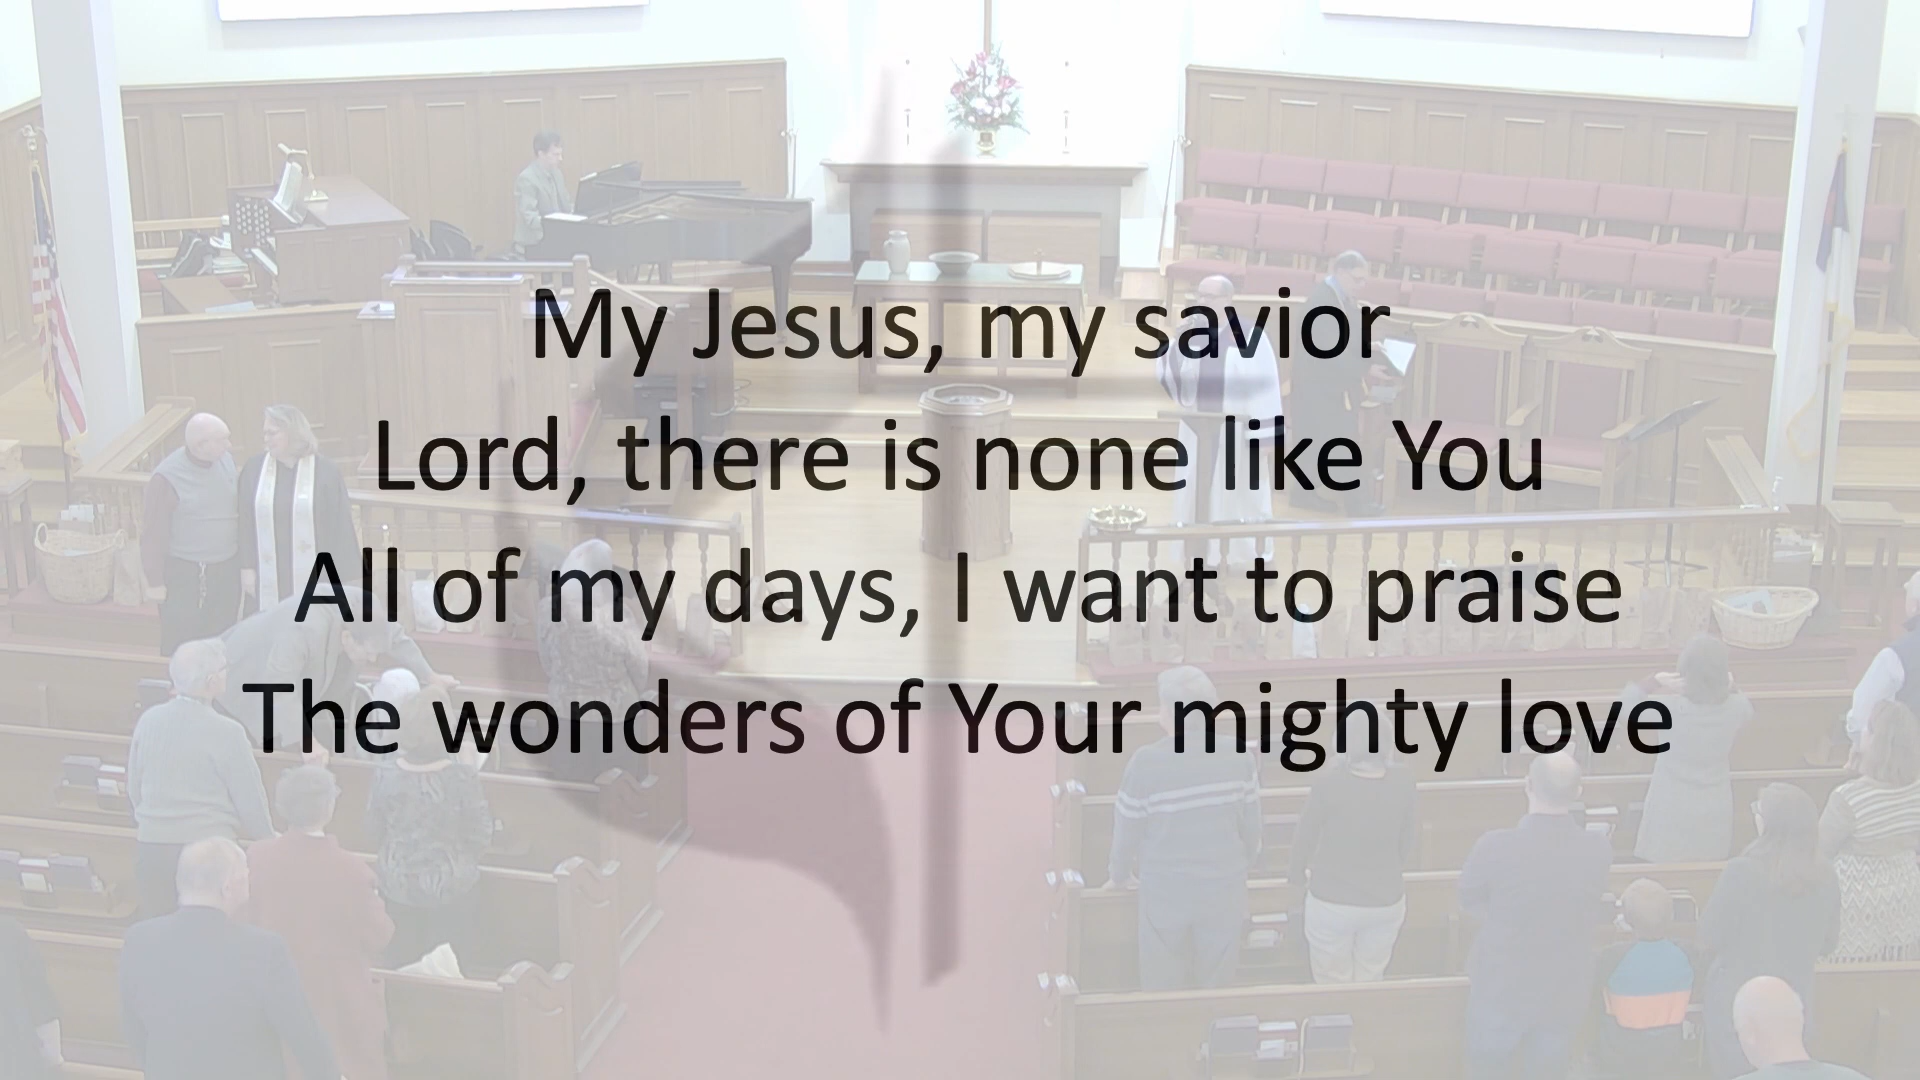 My Jesus, my savior
Lord, there is none like You
All of my days, I want to praise
The wonders of Your mighty love